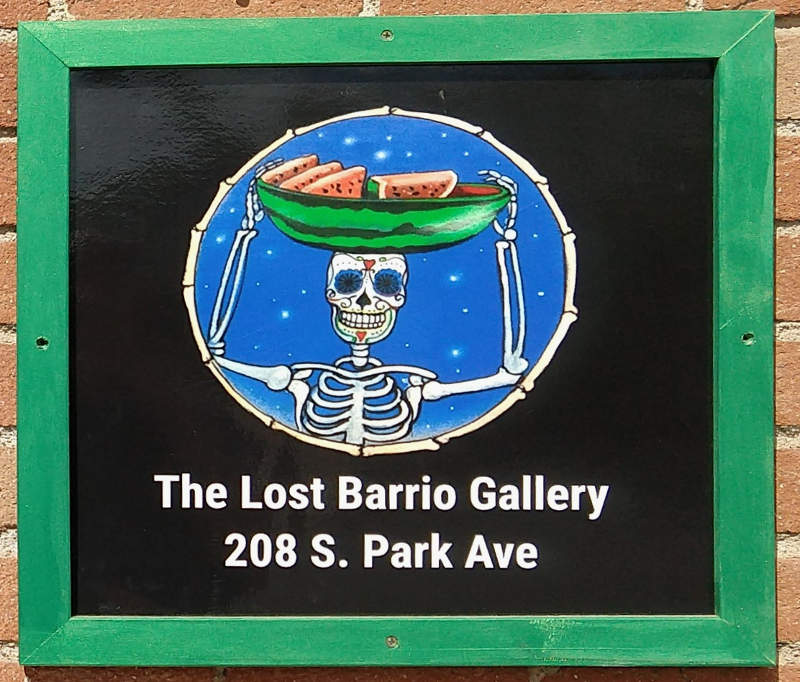 The Lost Barrio Gallery
208 S. Park Ave